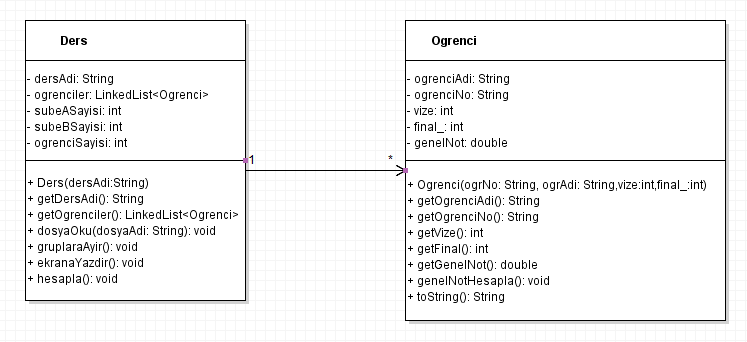 Ders
- dersAdi: String
- ogrenciler: LinkedList<Ogrenci>
- subeASayisi: int
- subeBSayisi: int
- ogrenciSayisi: int
+ Ders(dersAdi:String)
+ getDersAdi(): String
+ getOgrenciler(): LinkedList<Ogrenci>
+ dosyaOku(dosyaAdi: String): void
+ gruplaraAyir(): void
+ ekranaYazdir(): void
+ hesapla(): void
1
*
Ogrenci
- ogrenciAdi: String
- ogrenciNo: String
- vize: int
- final_: int
- genelNot: double
+ Ogrenci(ogrNo: String, ogrAdi: String,vize:int,final_:int)
+ getOgrenciAdi(): String
+ getOgrenciNo(): String
+ getVize(): int
+ getFinal(): int
+ getGenelNot(): double
+ genelNotHesapla(): void
+ toString(): String